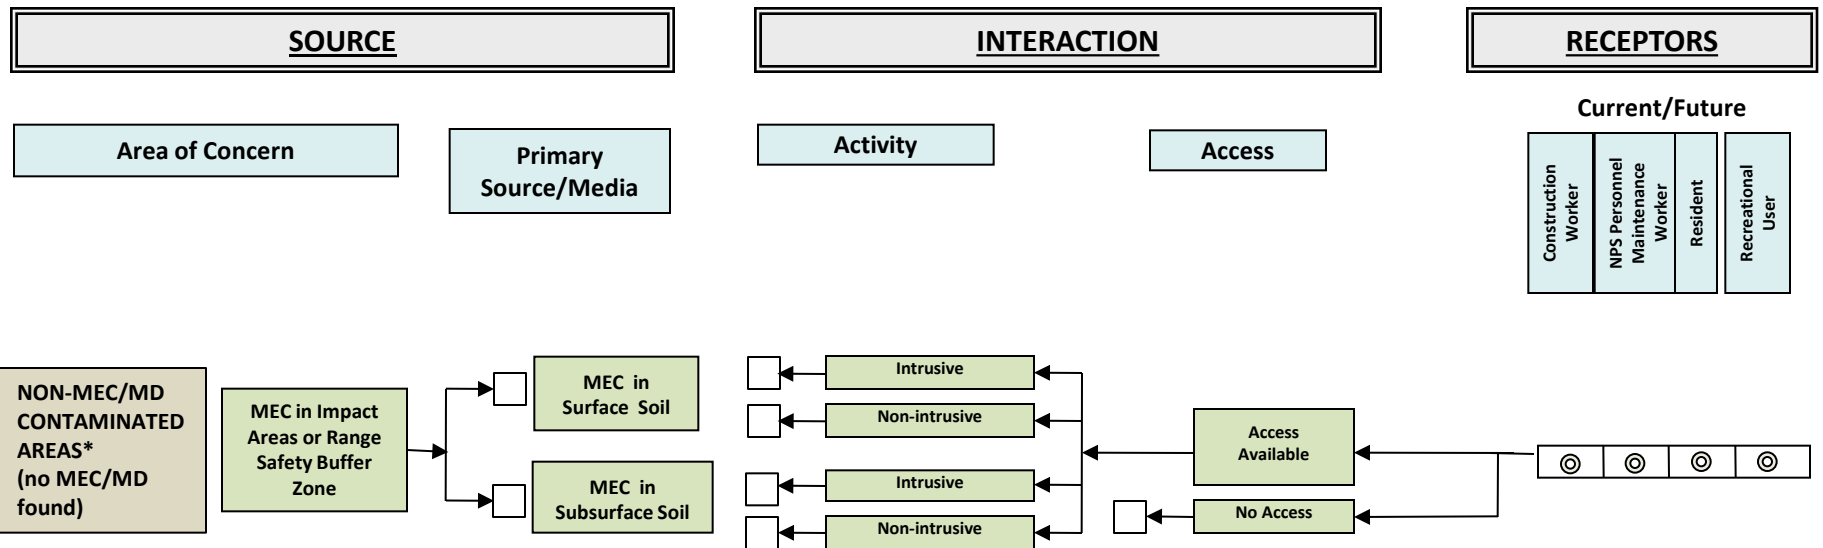 SOURCE
INTERACTION
RECEPTORS
Current/Future
Area of Concern
Primary
Source/Media
Activity
Access
Construction
Worker
NPS Personnel
Maintenance
Worker
Resident
Recreational
User
NON-MEC/MD
CONTAMINATED
AREAS*
(no MEC/MD
found)
MEC in Impact
Areas or Range
Safety Buffer
Zone
MEC in
Surface Soil
MEC in
Subsurface Soil
Intrusive
Non-intrusive
Intrusive
Non-intrusive
Access
Available
No Access